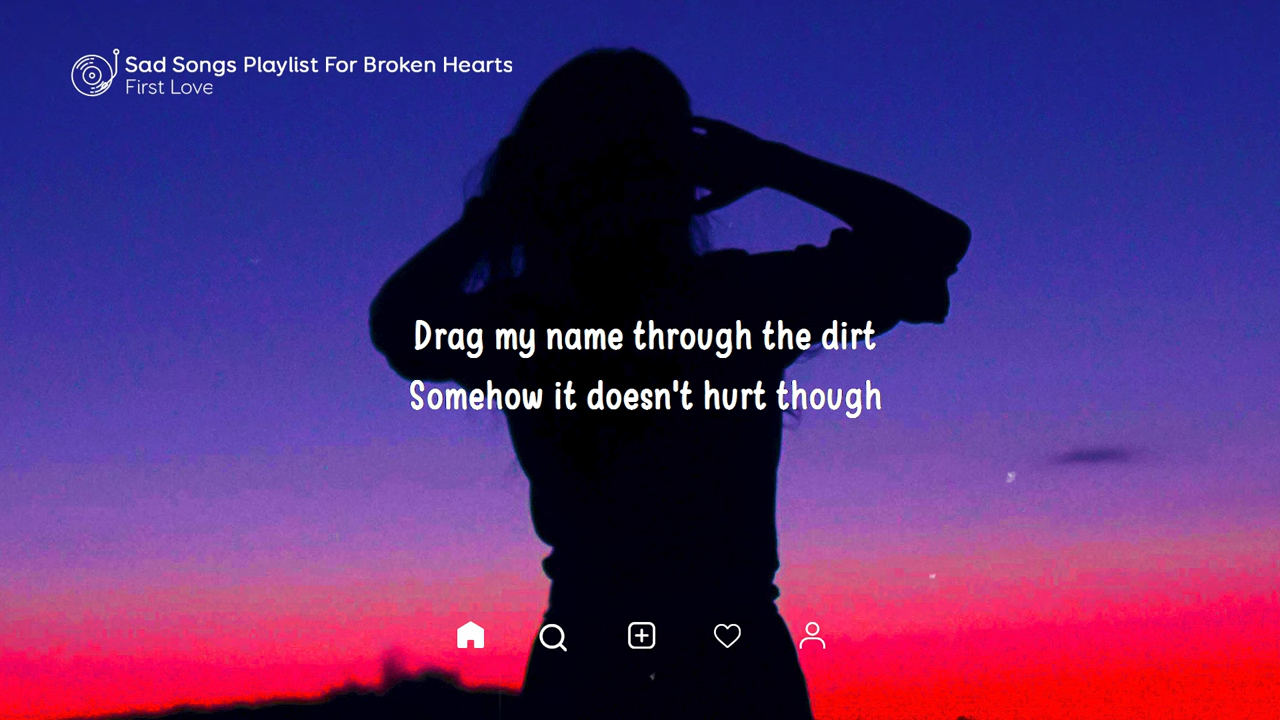 Sad Songs Playlist For Broken Hearts
First Love
Drag my name through the dirt
Somehow it doesn't hurt though